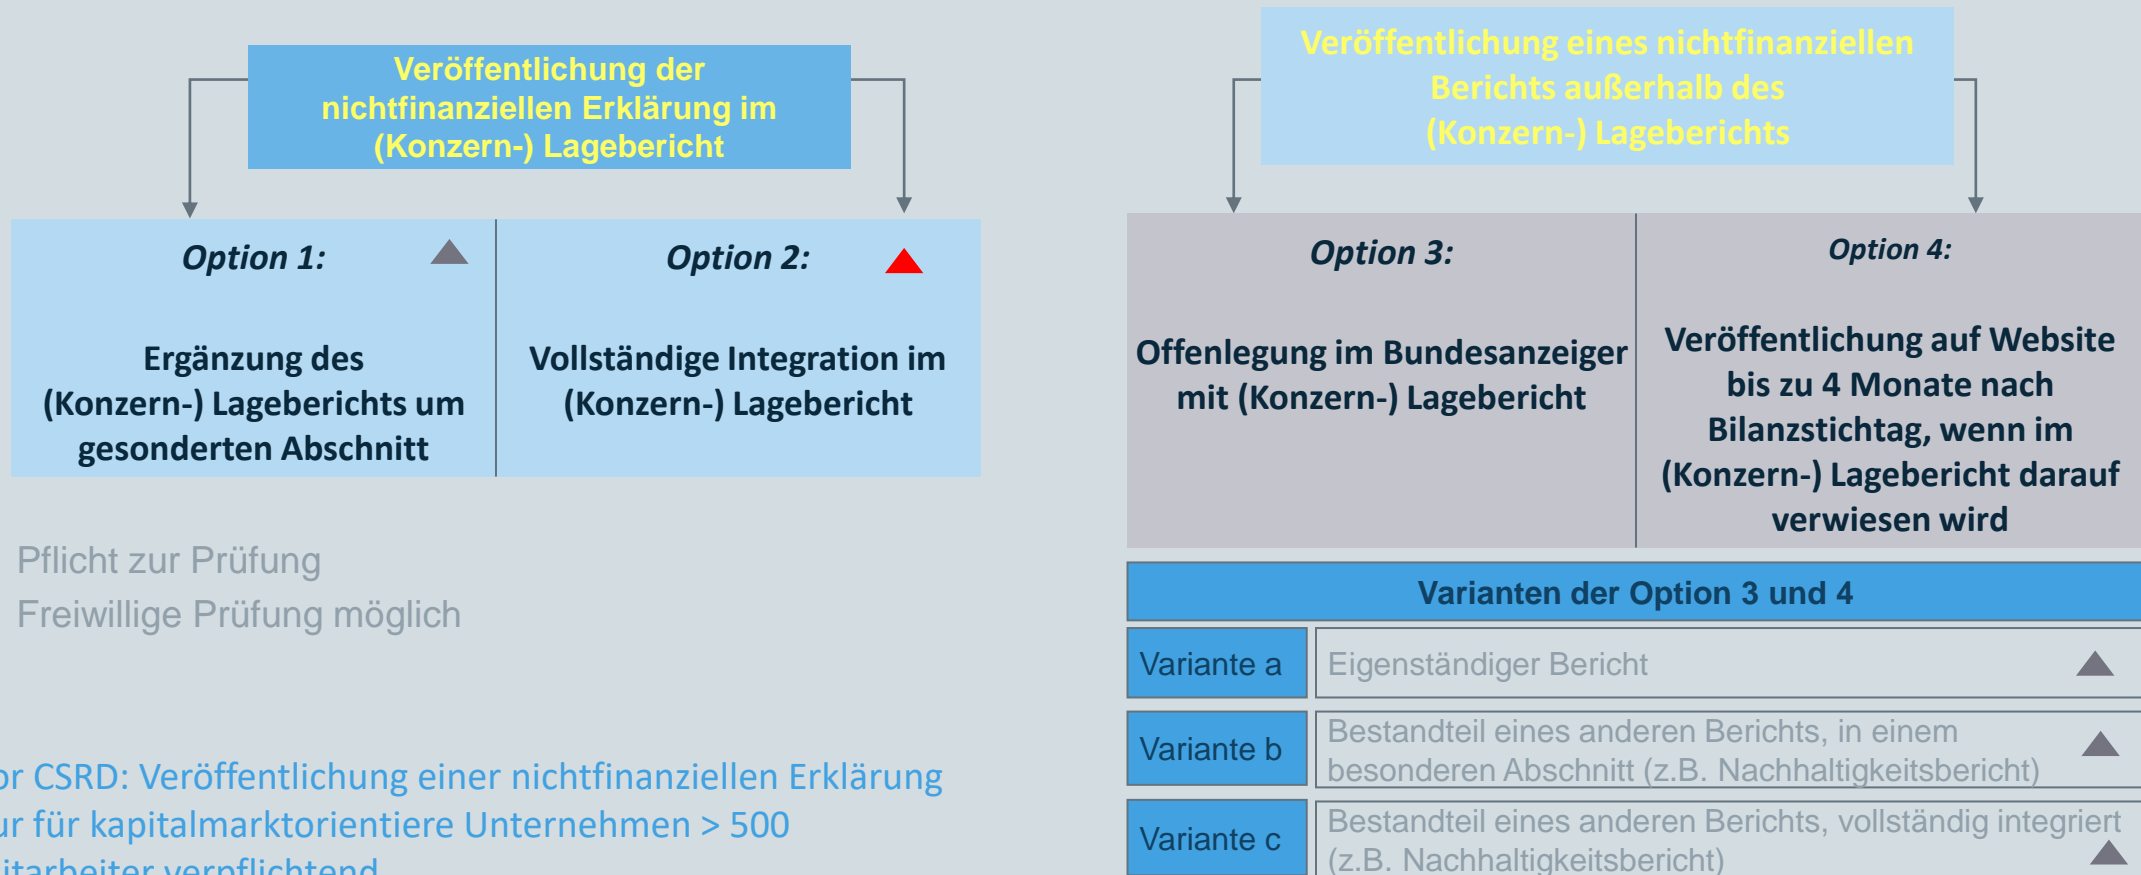 Veröffentlichung der
nichtfinanziellen Erklärung im
(Konzern-) Lagebericht
Option 1:
Ergänzung des
(Konzern-) Lageberichts um
gesonderten Abschnitt
Option 2:
Vollständige Integration im
(Konzern-) Lagebericht
Pflicht zur Prüfung
Freiwillige Prüfung möglich
or CSRD: Veröffentlichung einer nichtfinanziellen Erklärung
ur für kapitalmarktorientiere Unternehmen > 500
itarbeiter verpflichtend
Veröffentlichung eines nichtfinanziellen
Berichts außerhalb des
(Konzern-) Lageberichts
Option 3:
Offenlegung im Bundesanzeiger
mit (Konzern-) Lagebericht
Option 4:
Veröffentlichung auf Website
bis zu 4 Monate nach
Bilanzstichtag, wenn im
(Konzern-) Lagebericht darauf
verwiesen wird
Varianten der Option 3 und 4
Variante a
Eigenständiger Bericht
Variante b
Bestandteil eines anderen Berichts, in einem
besonderen Abschnitt (z.B. Nachhaltigkeitsbericht)
Variante c
Bestandteil eines anderen Berichts, vollständig integriert
(z.B. Nachhaltigkeitsbericht)